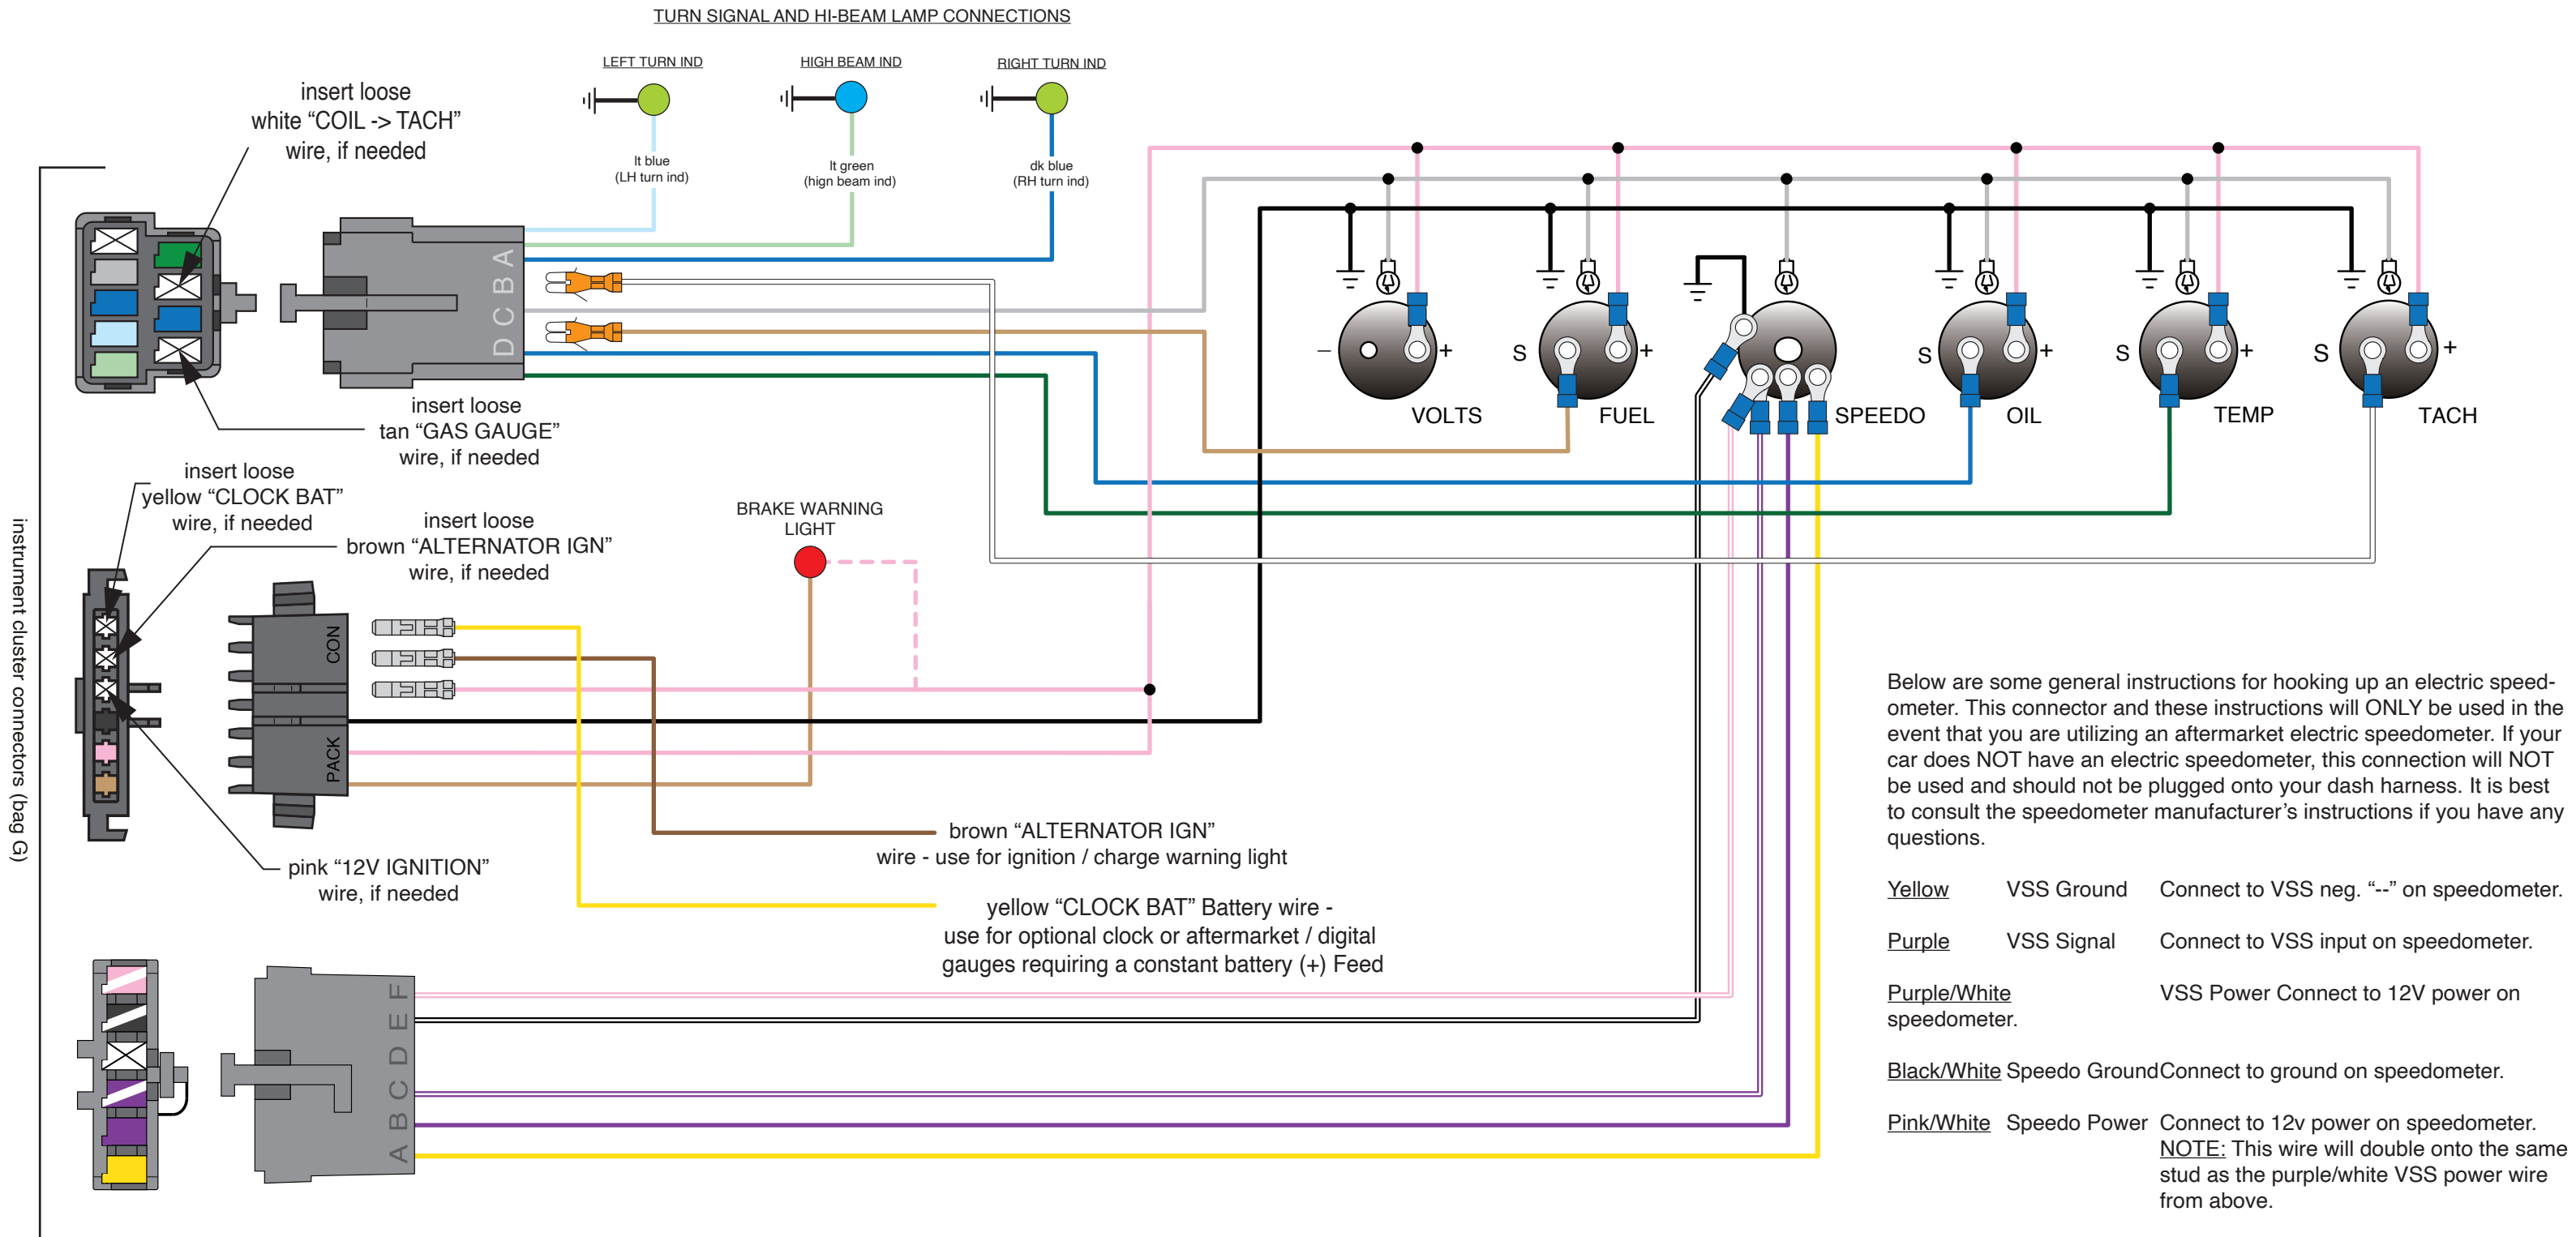 TURN SIGNAL AND HI-BEAM LAMP CONNECTIONS
LEFT TURN IND
HIGH BEAM IND
RIGHT TURN IND
insert loose
white “COIL -> TACH”
wire, if needed
lt blue
(LH turn ind)
lt green
(hign beam ind)
dk blue
(RH turn ind)
D C B A
insert loose
tan “GAS GAUGE”
wire, if needed
–
+
VOLTS
S
+
FUEL
SPEEDO
S
+
OIL
S
+
TEMP
S
+
TACH
insert loose
yellow “CLOCK BAT”
wire, if needed
insert loose
brown “ALTERNATOR IGN”
wire, if needed
BRAKE WARNING
LIGHT
instrument cluster connectors (bag G)
CON
PACK
pink “12V IGNITION”
wire, if needed
brown “ALTERNATOR IGN”
wire - use for ignition / charge warning light
yellow “CLOCK BAT” Battery wire -
use for optional clock or aftermarket / digital
gauges requiring a constant battery (+) Feed
A B C D E F
Below are some general instructions for hooking up an electric speed-
ometer. This connector and these instructions will ONLY be used in the
event that you are utilizing an aftermarket electric speedometer. If your
car does NOT have an electric speedometer, this connection will NOT
be used and should not be plugged onto your dash harness. It is best
to consult the speedometer manufacturer’s instructions if you have any
questions.
Yellow VSS Ground Connect to VSS neg. “--” on speedometer.
Purple VSS Signal Connect to VSS input on speedometer.
Purple/White VSS Power Connect to 12V power on
speedometer.
Black/White Speedo Ground Connect to ground on speedometer.
Pink/White Speedo Power Connect to 12v power on speedometer.
NOTE: This wire will double onto the same
stud as the purple/white VSS power wire
from above.